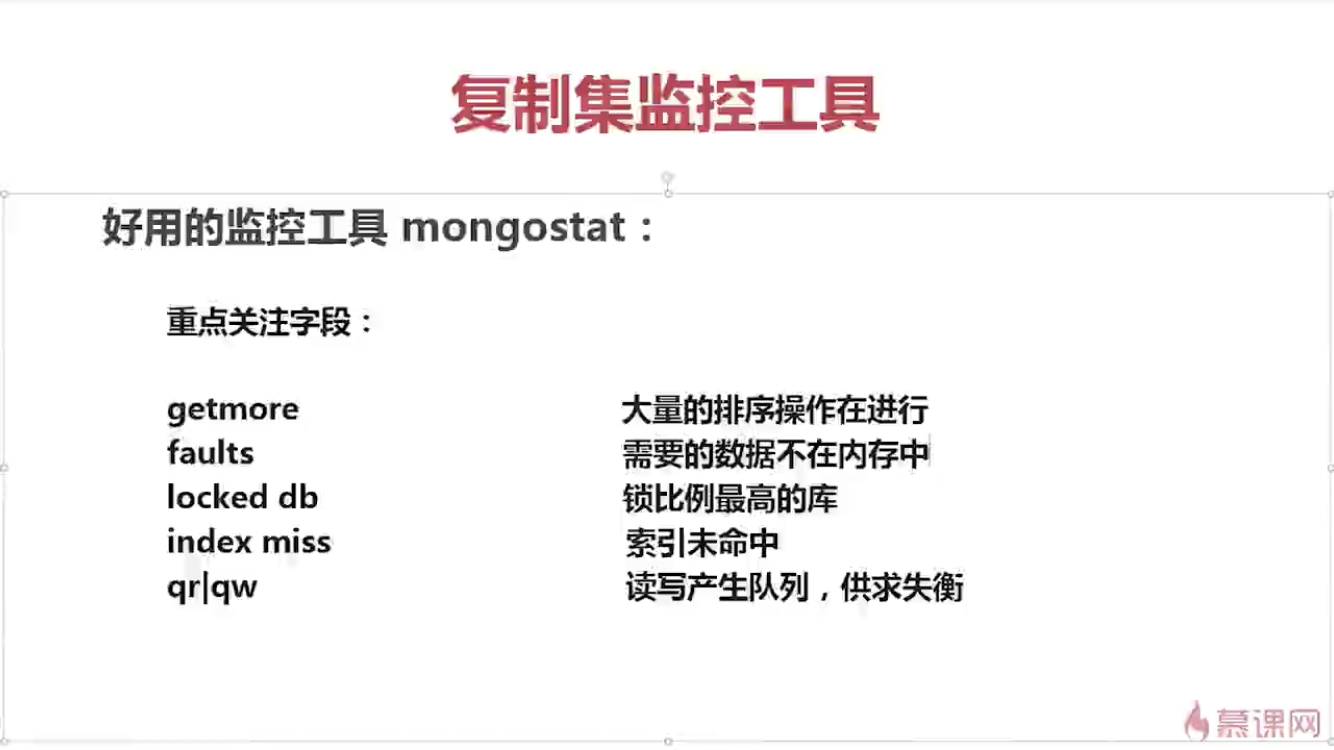 复制集监控工具
好用的监控工具 mongostat：
重点关注字段：
getmore 大量的排序操作在进行
faults 需要的数据不在内存中
locked db 锁比例最高的库
index miss 索引未命中
qr|qw 读写产生队列，供求失衡
慕课网